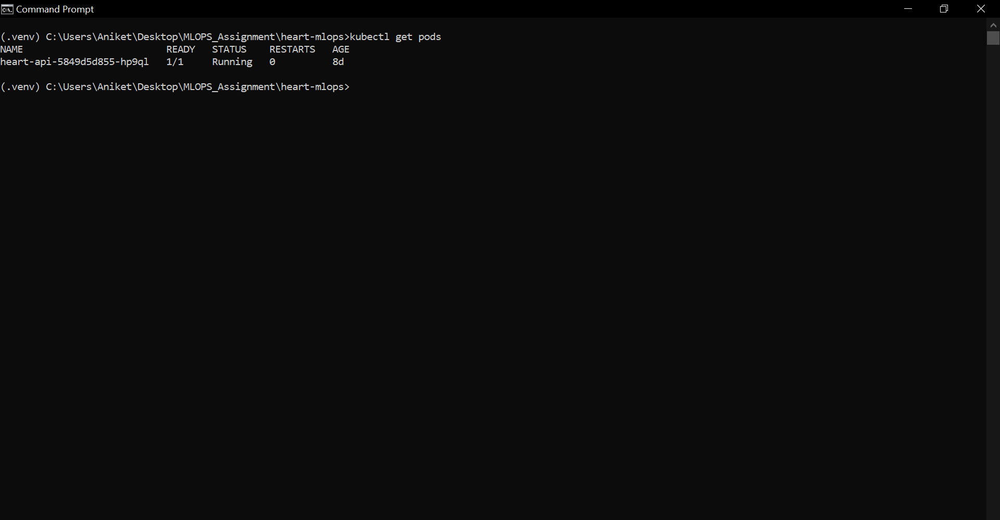 Command Prompt
(.venv) C:\Users\Aniket\Desktop\MLOPS_Assignment\heart-mlops>kubectl get pods
NAME                             READY   STATUS    RESTARTS   AGE
heart-api-5849d5d855-hp9ql   1/1     Running   0          8d
(.venv) C:\Users\Aniket\Desktop\MLOPS_Assignment\heart-mlops>